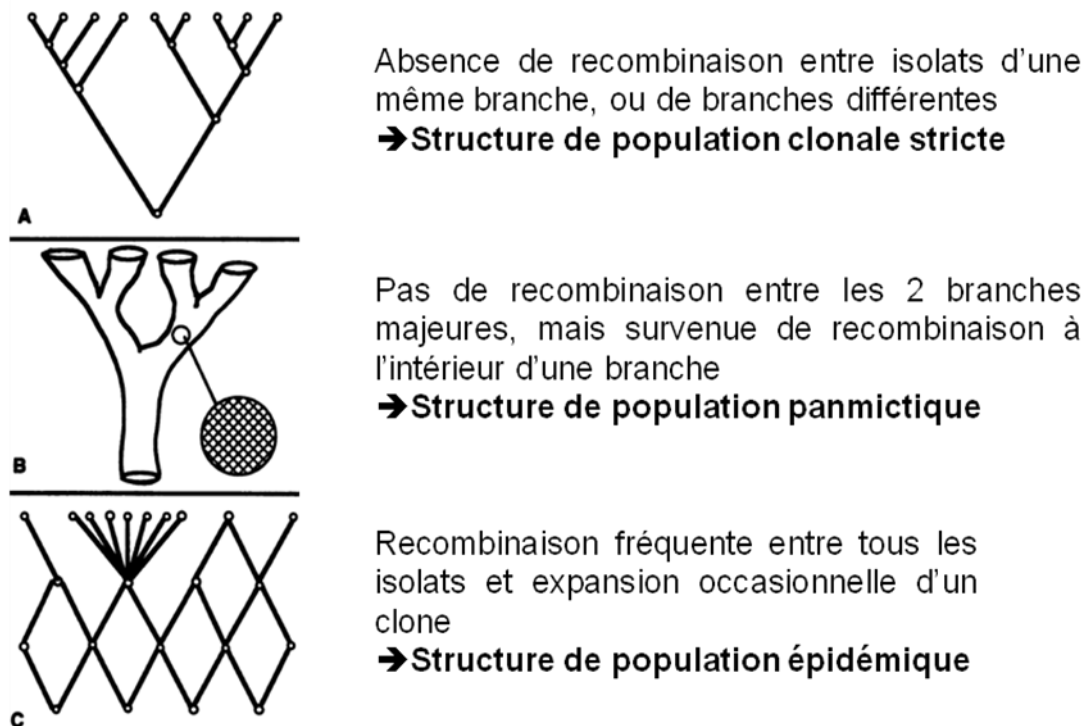 Absence de recombinaison entre isolats d’une
même branche, ou de branches différentes
➔Structure de population clonale stricte
A
Pas de recombinaison entre les 2 branches
majeures, mais survenue de recombinaison à
l’intérieur d’une branche
➔Structure de population panmictique
B
Recombinaison fréquente entre tous les
isolats et expansion occasionnelle d’un
clone
➔Structure de population épidémique
C